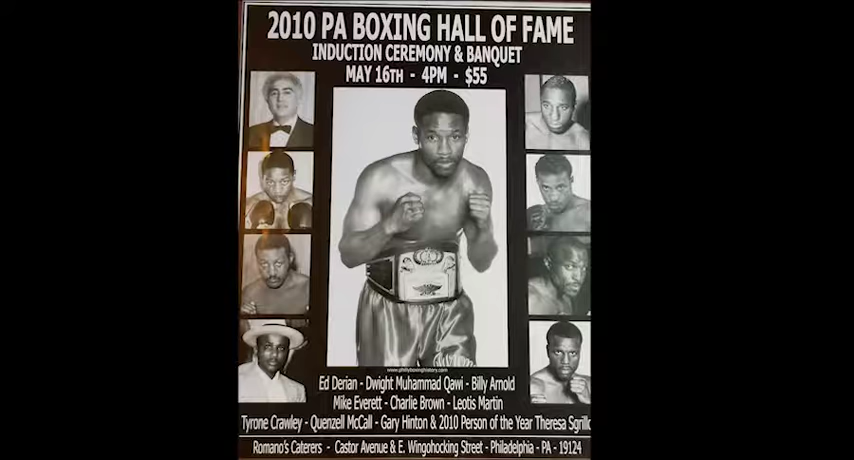 2010 PA BOXING HALL OF FAME
INDUCTION CEREMONY & BANQUET
MAY 16TH - 4PM - $55
www.phillyboxinghistory.com
Ed Derian - Dwight Muhammad Qawi - Billy Arnold
Mike Everett - Charlie Brown - Leotis Martin
Tyrone Crawley - Quenzell McCall - Gary Hinton & 2010 Person of the Year Theresa Sgrillo
Romano's Caterers - Castor Avenue & E. Wingohocking Street - Philadelphia - PA - 19124